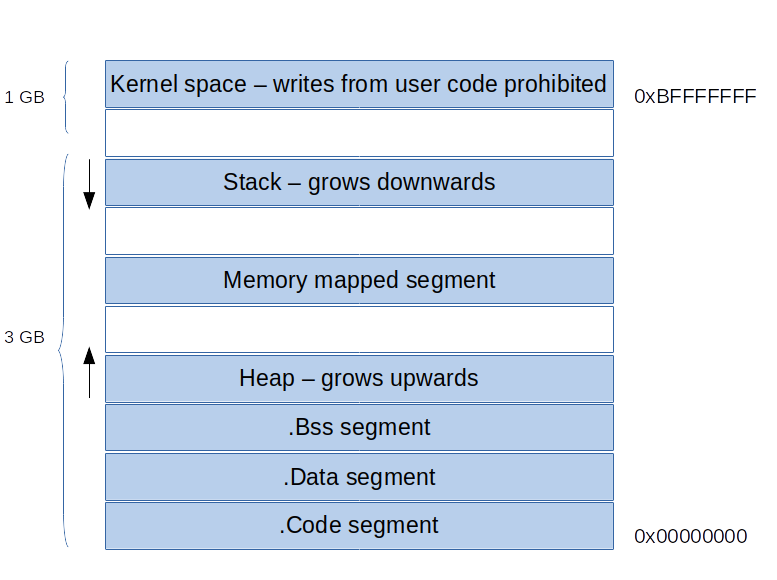 Kernel space – writes from user code prohibited
1 GB
0xBFFFFFFF
Stack – grows downwards
Memory mapped segment
3 GB
Heap – grows upwards
.Bss segment
.Data segment
.Code segment
0x00000000